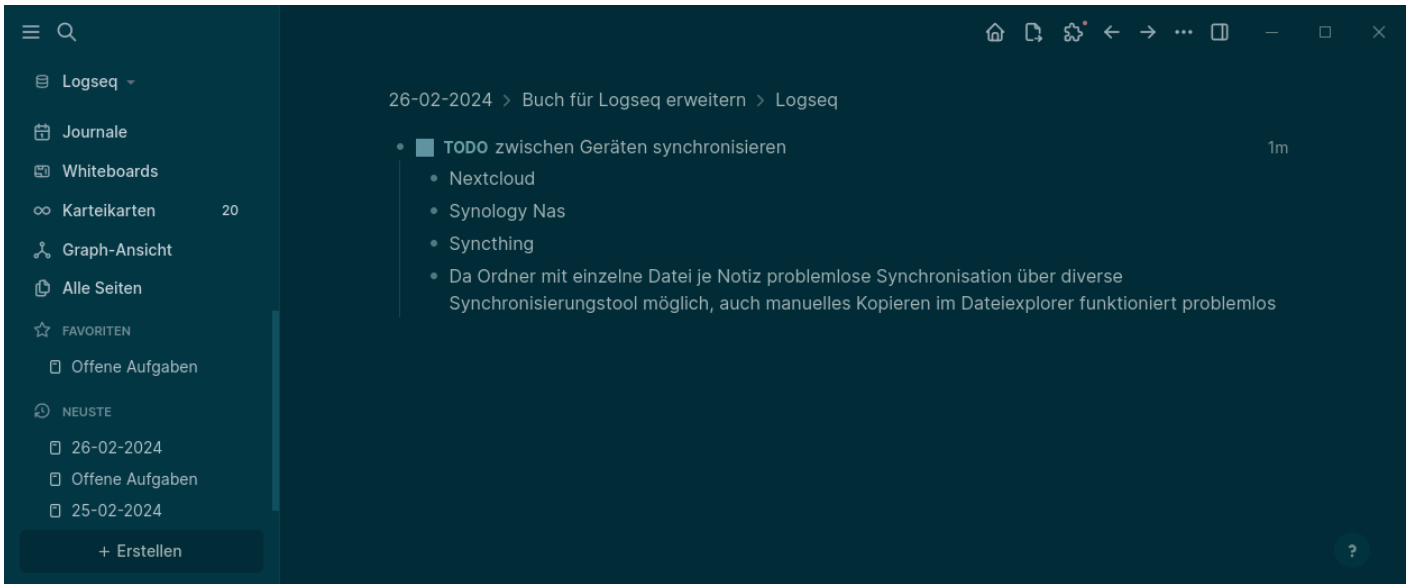 Logseq
Journale
Whiteboards
Karteikarten 20
Graph-Ansicht
Alle Seiten
FAVORITEN
Offene Aufgaben
NEUSTE
26-02-2024
Offene Aufgaben
25-02-2024
+ Erstellen
26-02-2024 > Buch für Logseq erweitern > Logseq
TODO zwischen Geräten synchronisieren 1m
Nextcloud
Synology Nas
Syncthing
Da Ordner mit einzelne Datei je Notiz problemlose Synchronisation über diverse
Synchronisierungstool möglich, auch manuelles Kopieren im Dateiexplorer funktioniert problemlos
?